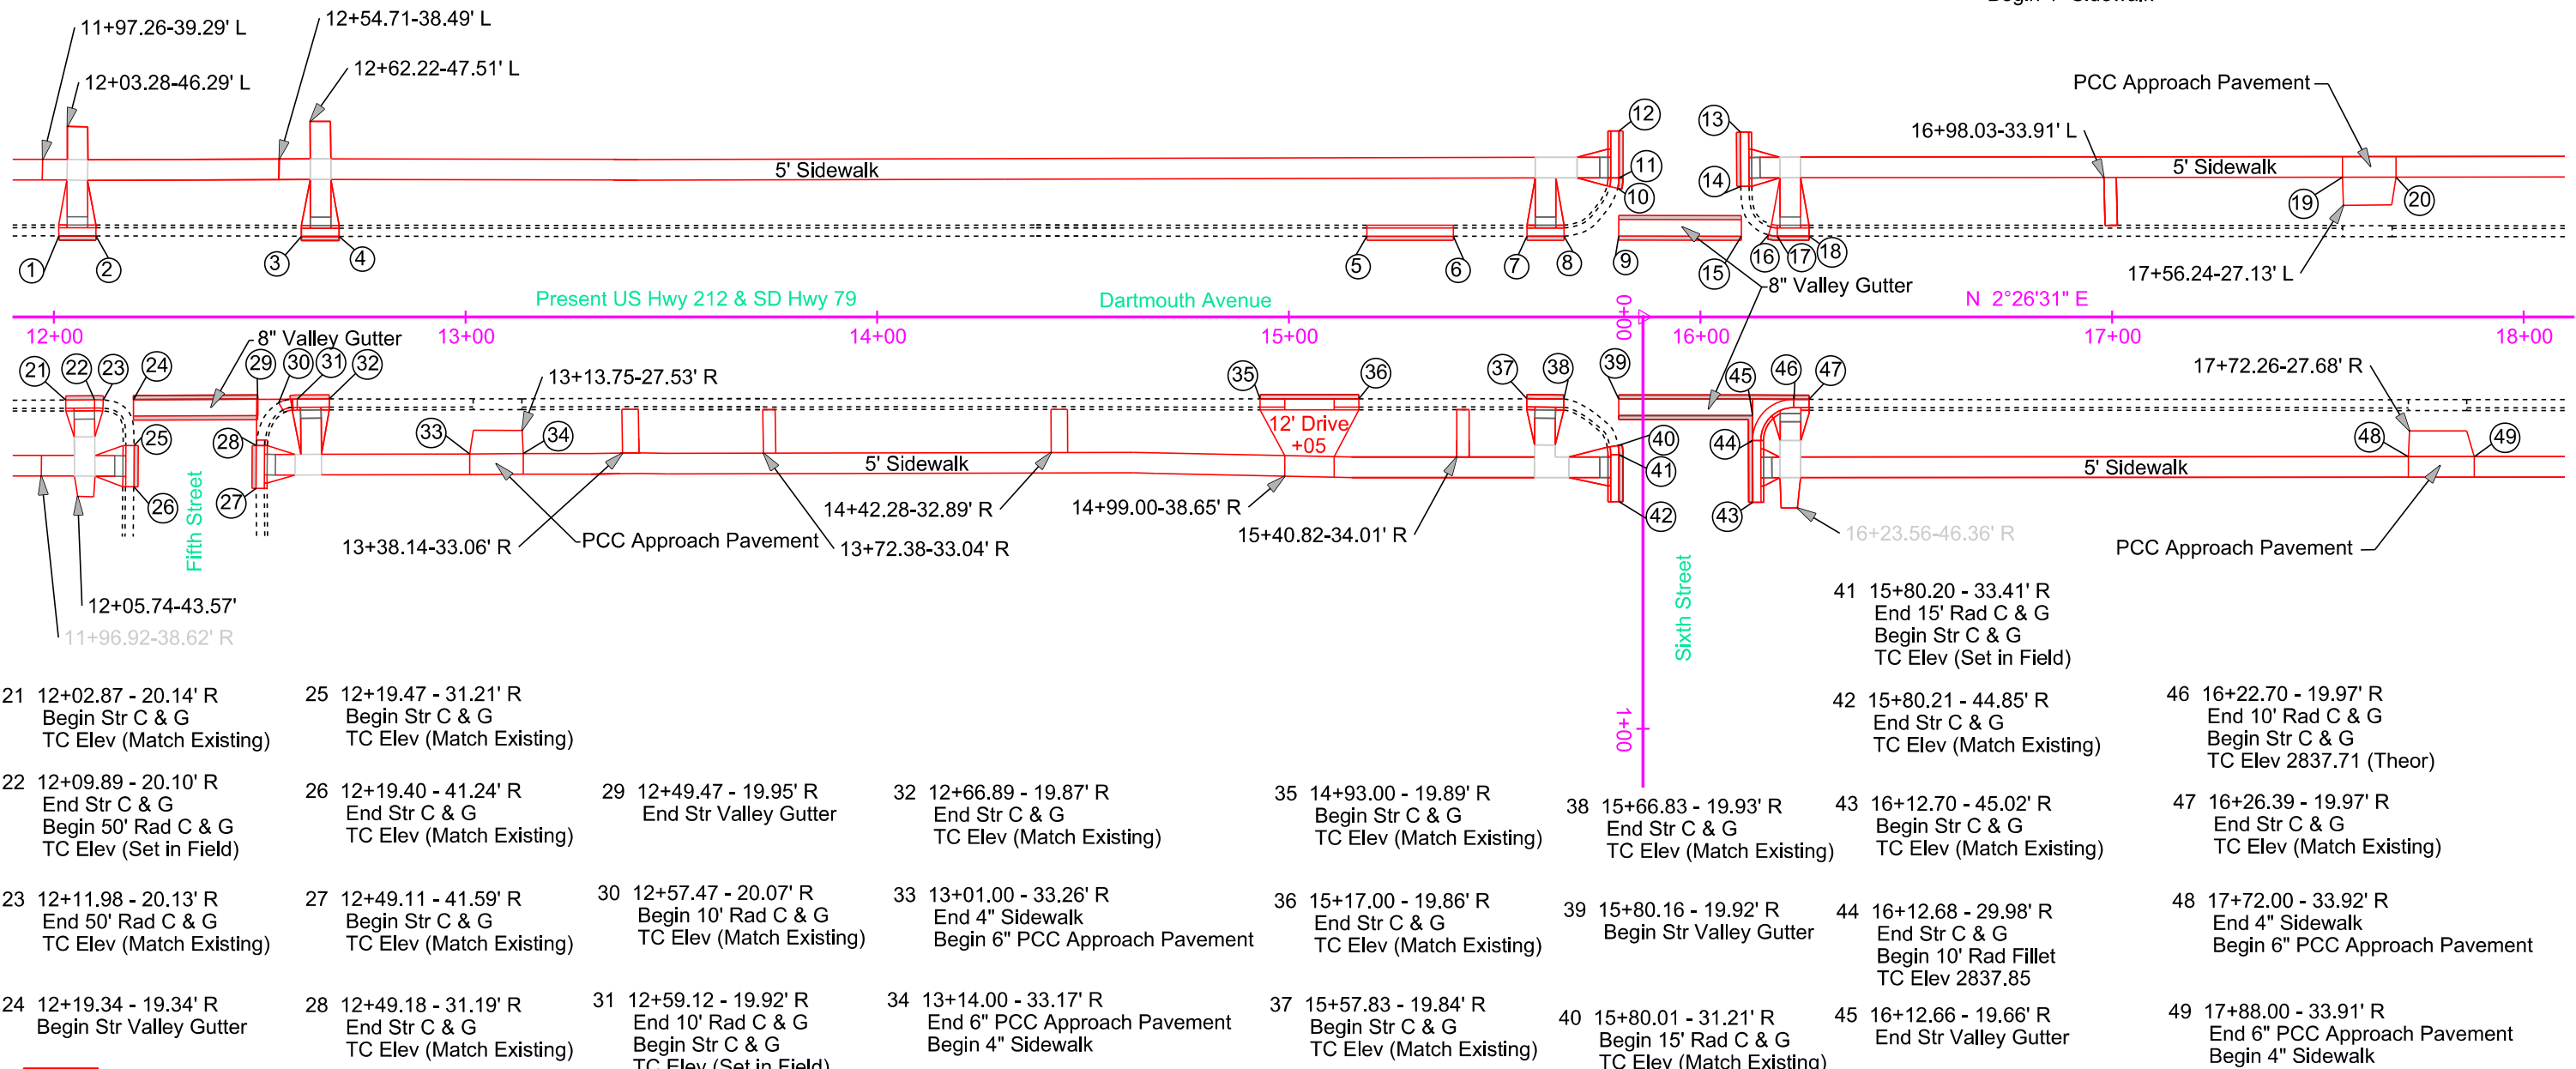 11+97.26-39.29' L
12+54.71-38.49' L
12+03.28-46.29' L
12+62.22-47.51' L
PCC Approach Pavement
16+98.03-33.91' L
12
13
5' Sidewalk
11
10
14
5' Sidewalk
19
20
1
2
3
4
5
6
7
8
9
15
16
17
18
17+56.24-27.13' L
8" Valley Gutter
Present US Hwy 212 & SD Hwy 79
Dartmouth Avenue
N 2°26'31" E
0+00
12+00
13+00
14+00
15+00
16+00
17+00
18+00
8" Valley Gutter
21
22
23
24
29
30
31
32
13+13.75-27.53' R
35
36
37
38
39
45
46
47
17+72.26-27.68' R
25
28
33
34
12' Drive
+05
40
44
48
49
5' Sidewalk
41
5' Sidewalk
26
27
Fifth Street
14+42.28-32.89' R
14+99.00-38.65' R
42
43
13+38.14-33.06' R
PCC Approach Pavement
13+72.38-33.04' R
15+40.82-34.01' R
16+23.56-46.36' R
PCC Approach Pavement
12+05.74-43.57'
11+96.92-38.62' R
Sixth Street
1+00
21 12+02.87 - 20.14' R
Begin Str C & G
TC Elev (Match Existing)
22 12+09.89 - 20.10' R
End Str C & G
Begin 50' Rad C & G
TC Elev (Set in Field)
23 12+11.98 - 20.13' R
End 50' Rad C & G
TC Elev (Match Existing)
24 12+19.34 - 19.34' R
Begin Str Valley Gutter
25 12+19.47 - 31.21' R
Begin Str C & G
TC Elev (Match Existing)
26 12+19.40 - 41.24' R
End Str C & G
TC Elev (Match Existing)
27 12+49.11 - 41.59' R
Begin Str C & G
TC Elev (Match Existing)
28 12+49.18 - 31.19' R
End Str C & G
TC Elev (Match Existing)
29 12+49.47 - 19.95' R
End Str Valley Gutter
30 12+57.47 - 20.07' R
Begin 10' Rad C & G
TC Elev (Match Existing)
31 12+59.12 - 19.92' R
End 10' Rad C & G
Begin Str C & G
TC Elev (Set in Field)
32 12+66.89 - 19.87' R
End Str C & G
TC Elev (Match Existing)
33 13+01.00 - 33.26' R
End 4" Sidewalk
Begin 6" PCC Approach Pavement
34 13+14.00 - 33.17' R
End 6" PCC Approach Pavement
Begin 4" Sidewalk
35 14+93.00 - 19.89' R
Begin Str C & G
TC Elev (Match Existing)
36 15+17.00 - 19.86' R
End Str C & G
TC Elev (Match Existing)
37 15+57.83 - 19.84' R
Begin Str C & G
TC Elev (Match Existing)
38 15+66.83 - 19.93' R
End Str C & G
TC Elev (Match Existing)
39 15+80.16 - 19.92' R
Begin Str Valley Gutter
40 15+80.01 - 31.21' R
Begin 15' Rad C & G
TC Elev (Match Existing)
41 15+80.20 - 33.41' R
End 15' Rad C & G
Begin Str C & G
TC Elev (Set in Field)
42 15+80.21 - 44.85' R
End Str C & G
TC Elev (Match Existing)
43 16+12.70 - 45.02' R
Begin Str C & G
TC Elev (Match Existing)
44 16+12.68 - 29.98' R
End Str C & G
Begin 10' Rad Fillet
TC Elev 2837.85
45 16+12.66 - 19.66' R
End Str Valley Gutter
46 16+22.70 - 19.97' R
End 10' Rad C & G
Begin Str C & G
TC Elev 2837.71 (Theor)
47 16+26.39 - 19.97' R
End Str C & G
TC Elev (Match Existing)
48 17+72.00 - 33.92' R
End 4" Sidewalk
Begin 6" PCC Approach Pavement
49 17+88.00 - 33.91' R
End 6" PCC Approach Pavement
Begin 4" Sidewalk